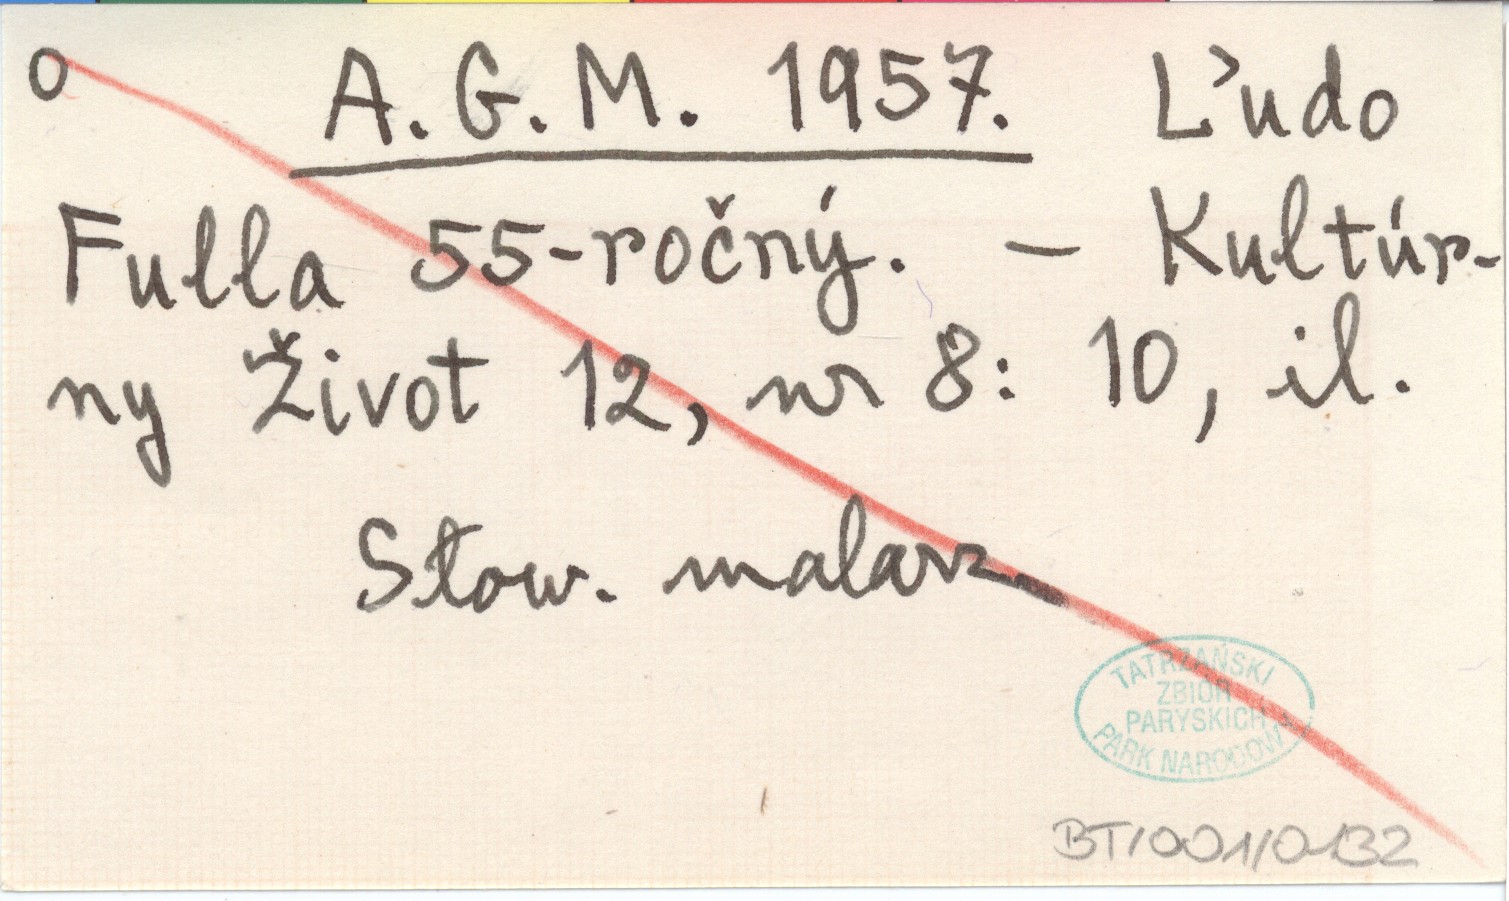 o A.G.M. 1957. Ľudo
Fulla 55-ročný. — Kultúr-
ny Život 12, nr 8: 10, il.
Słow. malarz.
TATRZAŃSKI
ZBIÓR
PARYSKICH
PARK NARODOWY
BT/001/0132